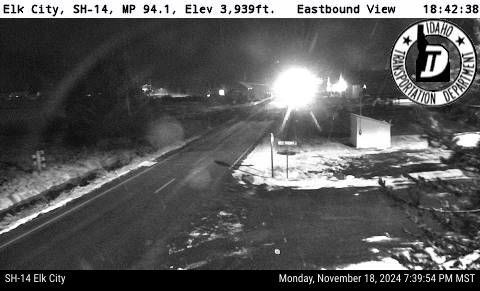 Elk City, SH-14, MP 94.1, Elev 3,939ft. Eastbound View 18:42:38
IDAHO
TRANSPORTATION DEPARTMENT
SH-14 Elk City
Monday, November 18, 2024 7:39:54 PM MST